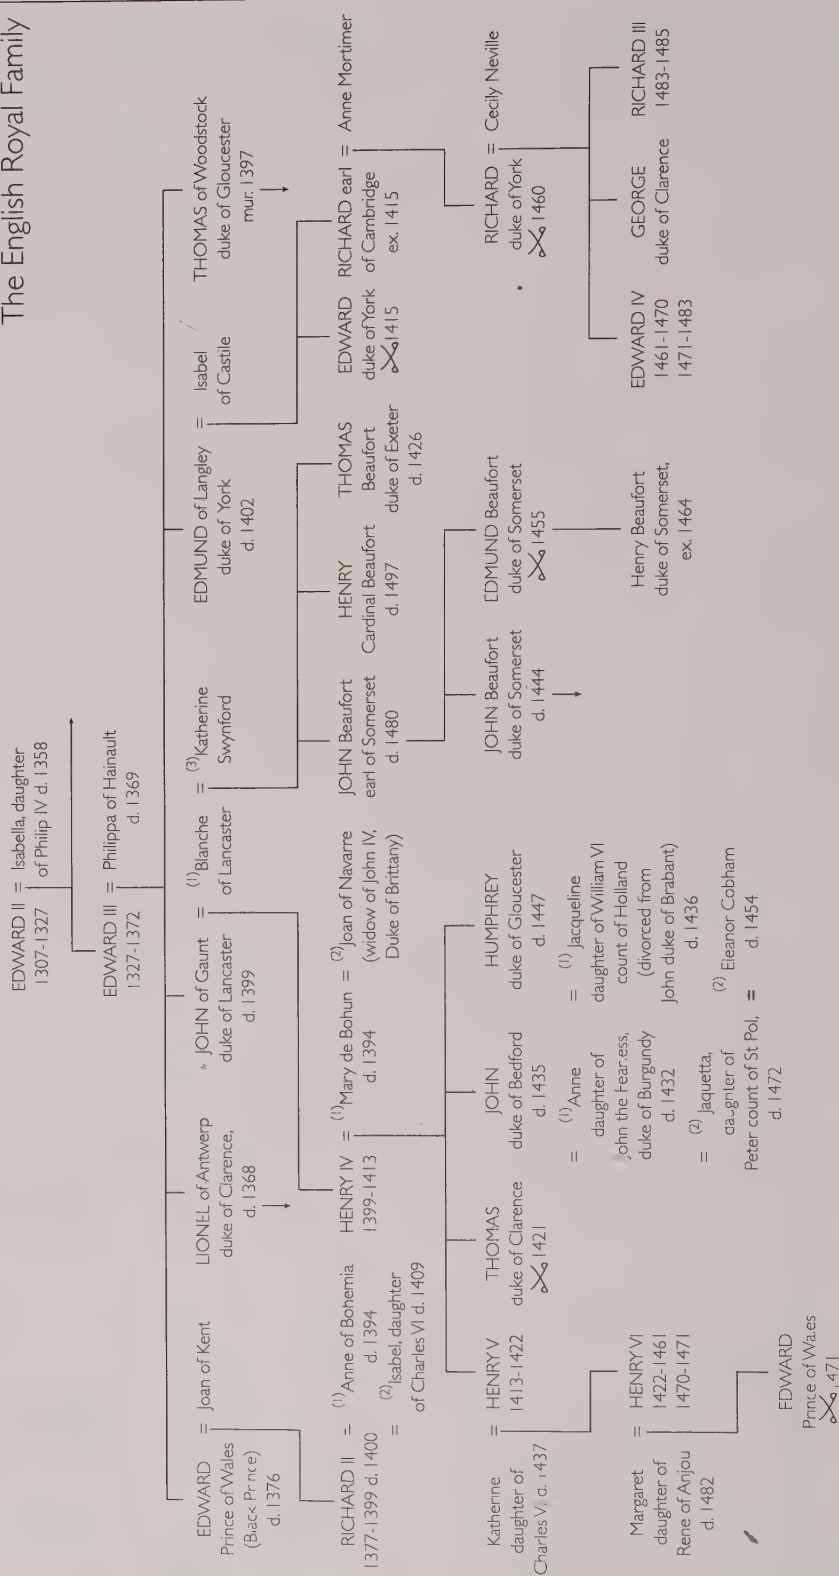 The English Royal Family
EDWARD II = Isabella, daughter
1307-1327 of Philip IV d. 1358
EDWARD III = Philippa of Hainault
1327-1372 d. 1369
EDWARD = Joan of Kent
Prince of Wales
(Back Prince)
d. 1376
LIONEL of Antwerp
duke of Clarence,
d. 1368
JOHN of Gaunt = (1)Blanche = (3)Katherine
duke of Lancaster of Lancaster Swynford
d. 1399
EDMUND of Langley = Isabel
duke of York of Castile
d. 1402
THOMAS of Woodstock
duke of Gloucester
mur. 1397
RICHARD II = (1)Anne of Bohemia
1377-1399 d. 1400 d. 1394
= (2)Isabel, daughter
of Charles VI d. 1409
HENRY IV = (1)Mary de Bohun = (2)Joan of Navarre
1399-1413 d. 1394 (widow of John IV,
Duke of Brittany)
JOHN Beaufort
earl of Somerset
d. 1480
HENRY
Cardinal Beaufort
d. 1497
THOMAS
Beaufort
duke of Exeter
d. 1426
EDWARD
duke of York
1415
RICHARD earl = Anne Mortimer
of Cambridge
ex. 1415
Katherine = HENRY V
daughter of 1413-1422
Charles V. d. 1437
THOMAS
duke of Clarence
1421
JOHN
duke of Bedford
d. 1435
= (1)Anne
daughter of
John the Fearless,
duke of Burgundy
d. 1432
= (2) Jaquetta,
daughter of
Peter count of St Pol,
d. 1472
HUMPHREY
duke of Gloucester
d. 1447
= (1) Jacqueline
daughter of William VI
count of Holland
(divorced from
John duke of Brabant)
d. 1436
(2) Eleanor Cobham
= d. 1454
JOHN Beaufort
duke of Somerset
d. 1444
EDMUND Beaufort
duke of Somerset
1455
RICHARD = Cecily Neville
duke of York
1460
Margaret = HENRY VI
daughter of 1422-1461
Rene of Anjou 1470-1471
d. 1482
Henry Beaufort
duke of Somerset,
ex. 1464
EDWARD IV
1461-1470
1471-1483
GEORGE
duke of Clarence
RICHARD III
1483-1485
EDWARD
Prince of Wales
1471